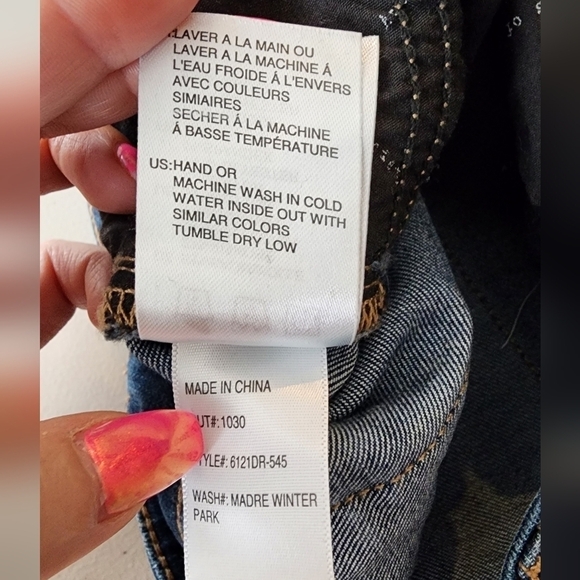 LAVER A LA MAIN OU
LAVER A LA MACHINE Á
L'EAU FROIDE Á L'ENVERS
AVEC COULEURS
SIMIAIRES
SECHER Á LA MACHINE
Á BASSE TEMPÉRATURE
US:HAND OR
MACHINE WASH IN COLD
WATER INSIDE OUT WITH
SIMILAR COLORS
TUMBLE DRY LOW
MADE IN CHINA
UT#:1030
TYLE#: 6121DR-545
WASH#: MADRE WINTER
PARK